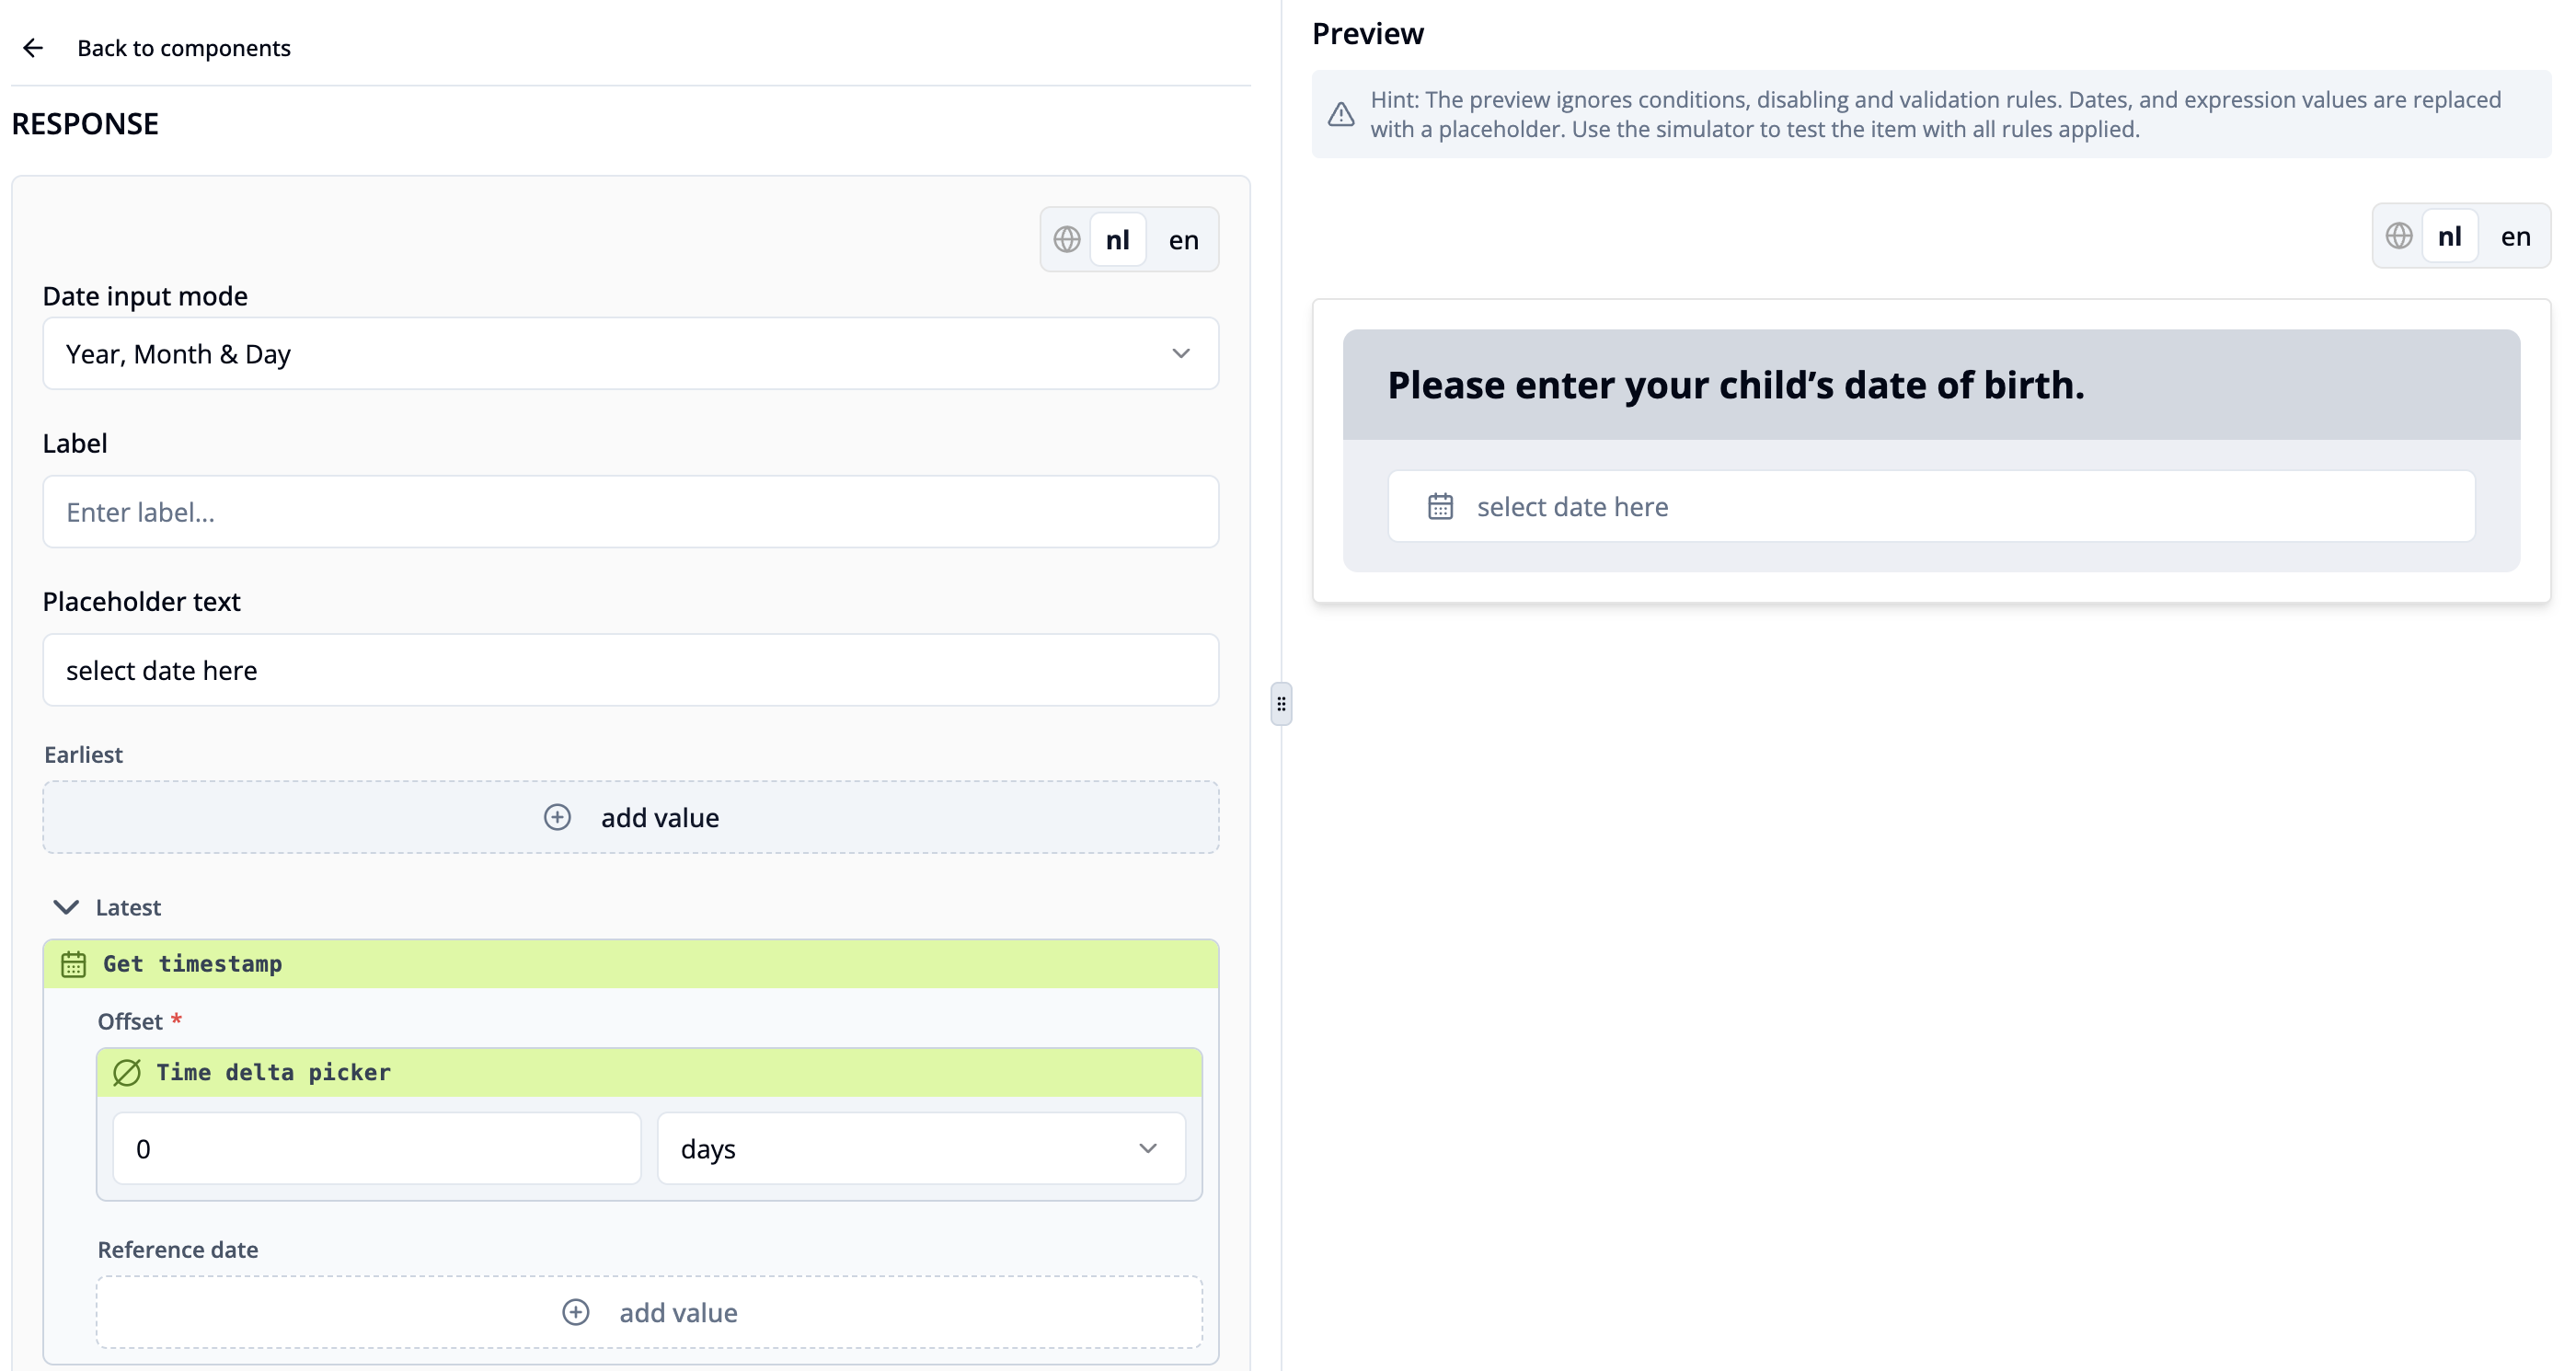 Back to components
RESPONSE
nl en
Date input mode
Year, Month & Day
Label
Enter label...
Placeholder text
select date here
Earliest
add value
Latest
Get timestamp
Offset *
Time delta picker
0 days
Reference date
add value
Preview
Hint: The preview ignores conditions, disabling and validation rules. Dates, and expression values are replaced
with a placeholder. Use the simulator to test the item with all rules applied.
nl en
Please enter your child’s date of birth.
select date here